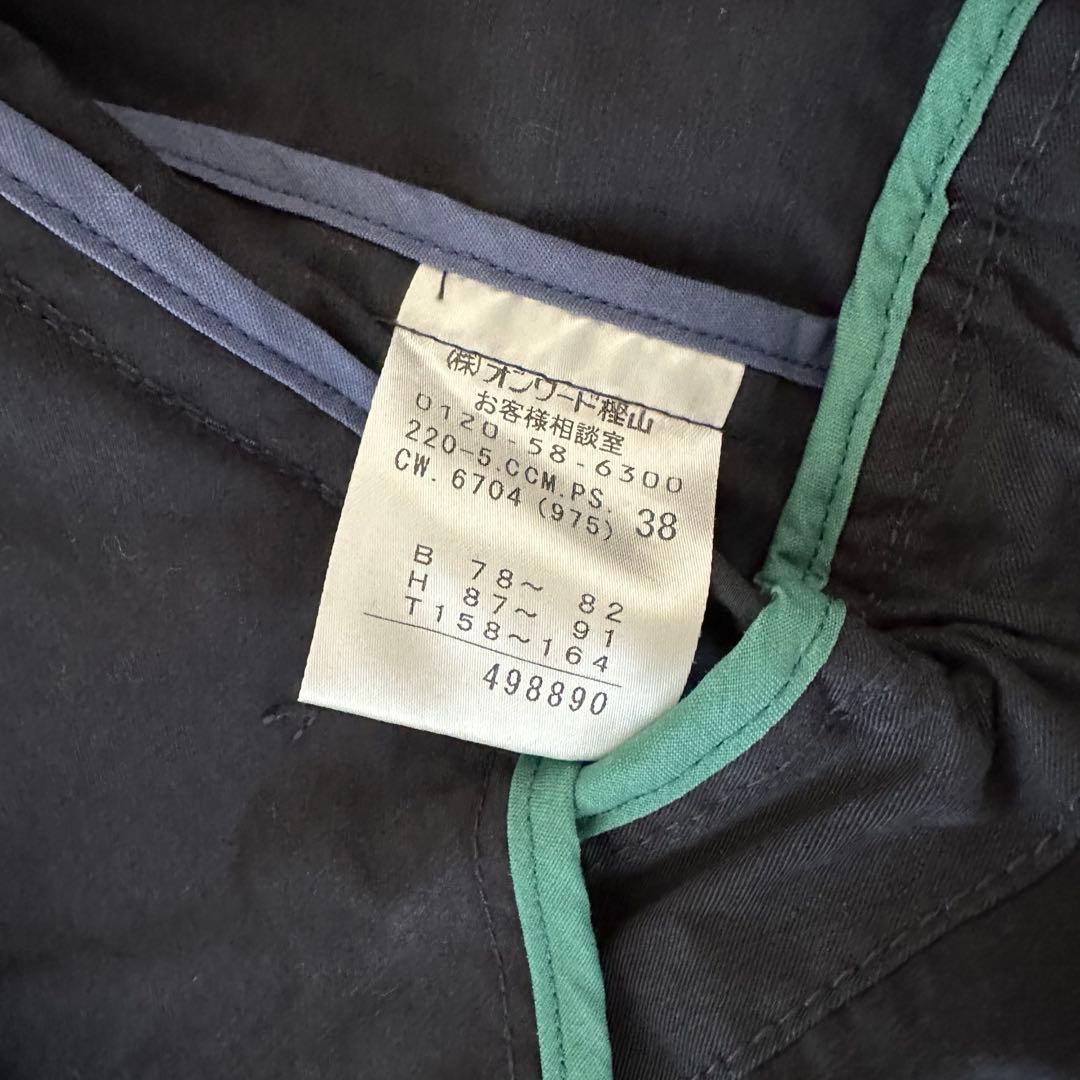 (株)オンワード樫山
お客様相談室
0120-58-6300
220-5.CCM.PS.
CW. 6704 (975) 38
B 78~ 82
H 87~ 91
T158~164
498890